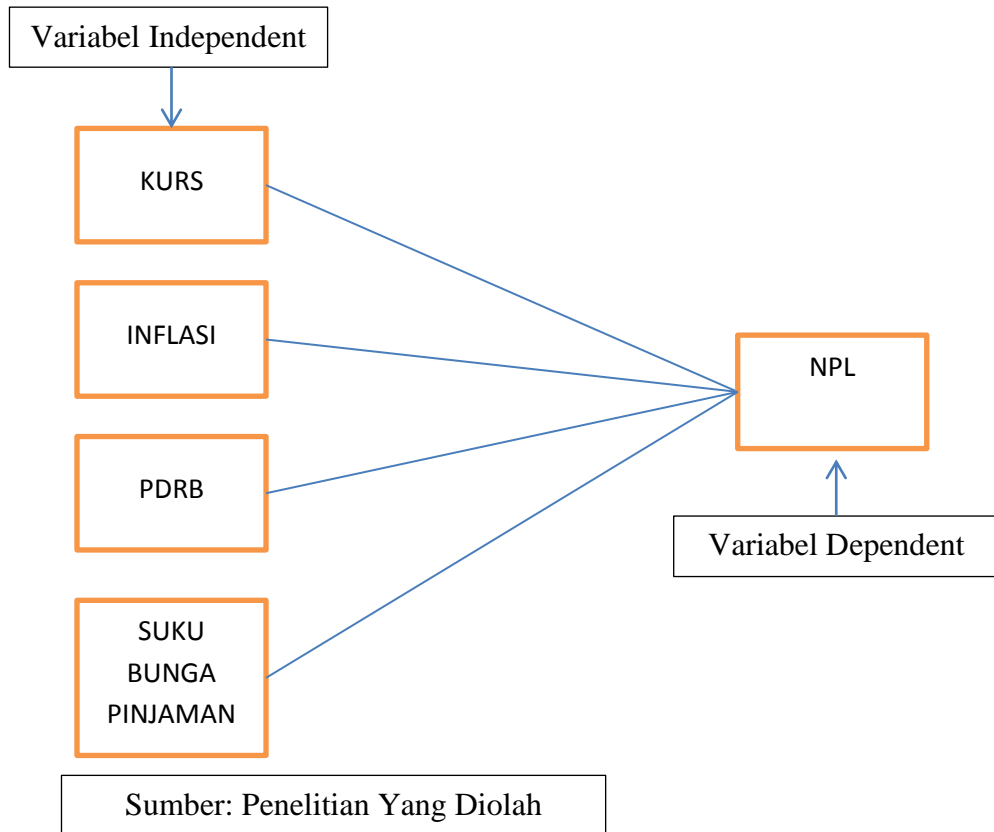 Variabel Independent
KURS
INFLASI
PDRB
SUKU
BUNGA
PINJAMAN
NPL
Variabel Dependent
Sumber: Penelitian Yang Diolah